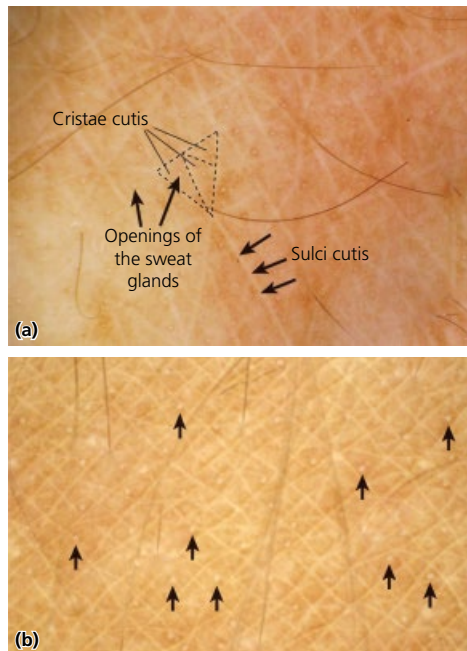 Cristae cutis
Openings of
the sweat
glands
Sulci cutis
(a)
(b)